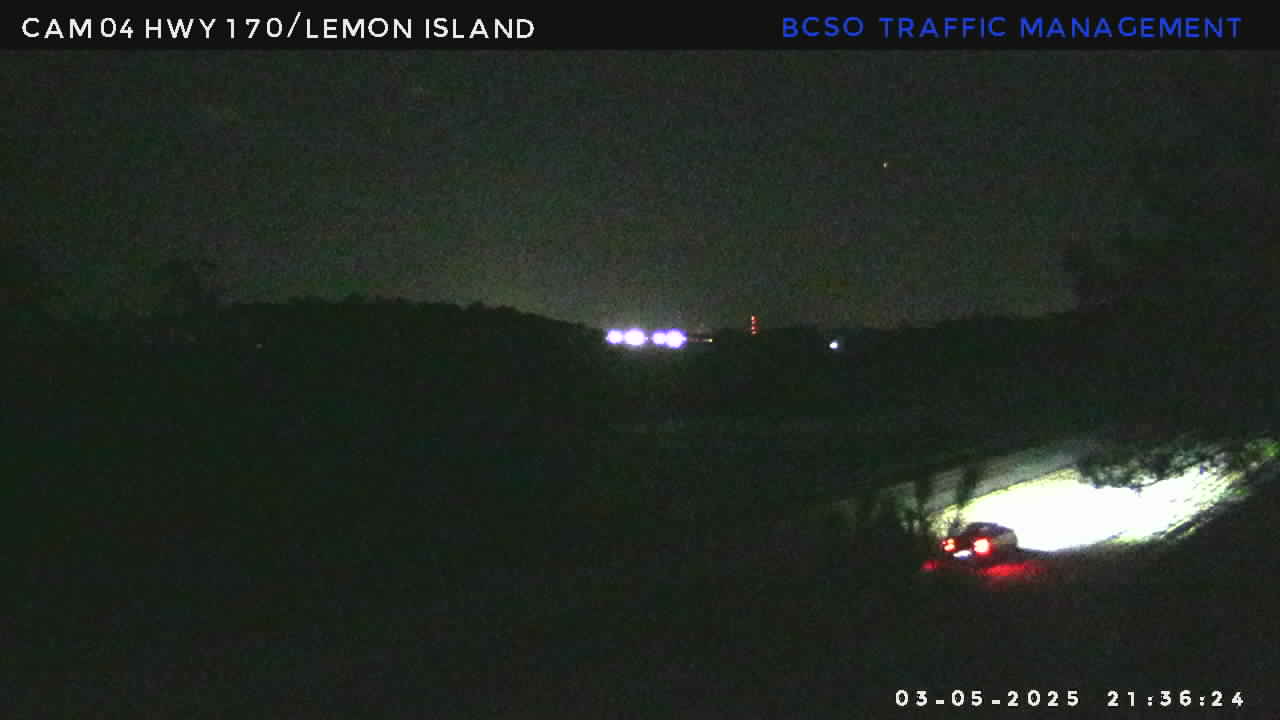 CAM04 HWY 170/LEMON ISLAND
BCSO TRAFFIC MANAGEMENT
03-05-2025 21:36:24